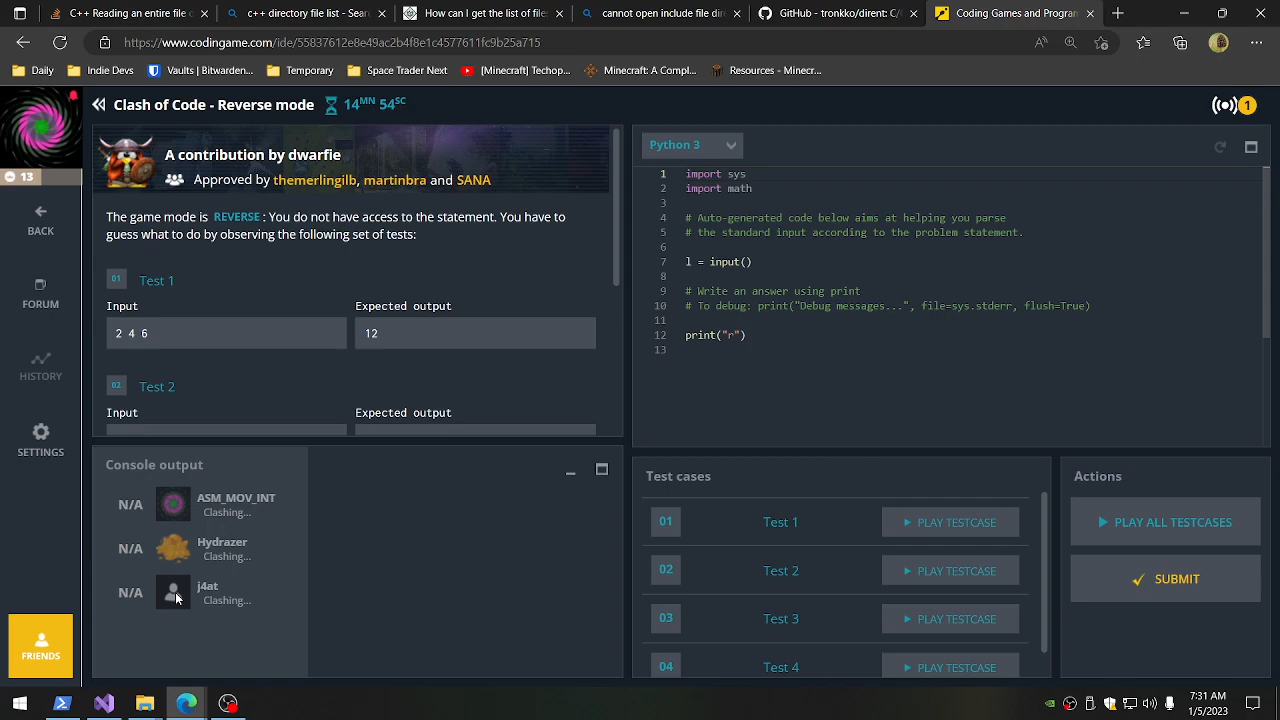 c++ directory file list - Sear
How can I get the list of files
cannot open include file dir
GitHub - tronko/dirent: C/C
Coding Games and Progra
https://www.codingame.com/ide/55837612e8e49ac2b4f8e1c4577611fc9b25a715
Daily
Indie Devs
Vaults | Bitwarden...
Temporary
Space Trader Next
[Minecraft] Techop...
Minecraft: A Compl...
Resources - Minecr...
Clash of Code - Reverse mode
14MN 54SC
1
13
BACK
FORUM
HISTORY
SETTINGS
FRIENDS
A contribution by dwarfie
Approved by themerlingilb, martinbra and SANA
The game mode is REVERSE: You do not have access to the statement. You have to
guess what to do by observing the following set of tests:
01 Test 1
Input Expected output
2 4 6 12
02 Test 2
Input Expected output
Python 3
1 import sys
2 import math
3
4 # Auto-generated code below aims at helping you parse
5 # the standard input according to the problem statement.
6
7 l = input()
8
9 # Write an answer using print
10 # To debug: print("Debug messages...", file=sys.stderr, flush=True)
11
12 print("r")
13
Console output
N/A ASM_MOV_INT
Clashing...
N/A Hydrazer
Clashing...
N/A j4at
Clashing...
Test cases
01 Test 1 PLAY TESTCASE
02 Test 2 PLAY TESTCASE
03 Test 3 PLAY TESTCASE
04 Test 4 PLAY TESTCASE
Actions
PLAY ALL TESTCASES
SUBMIT
7:31 AM
1/5/2023